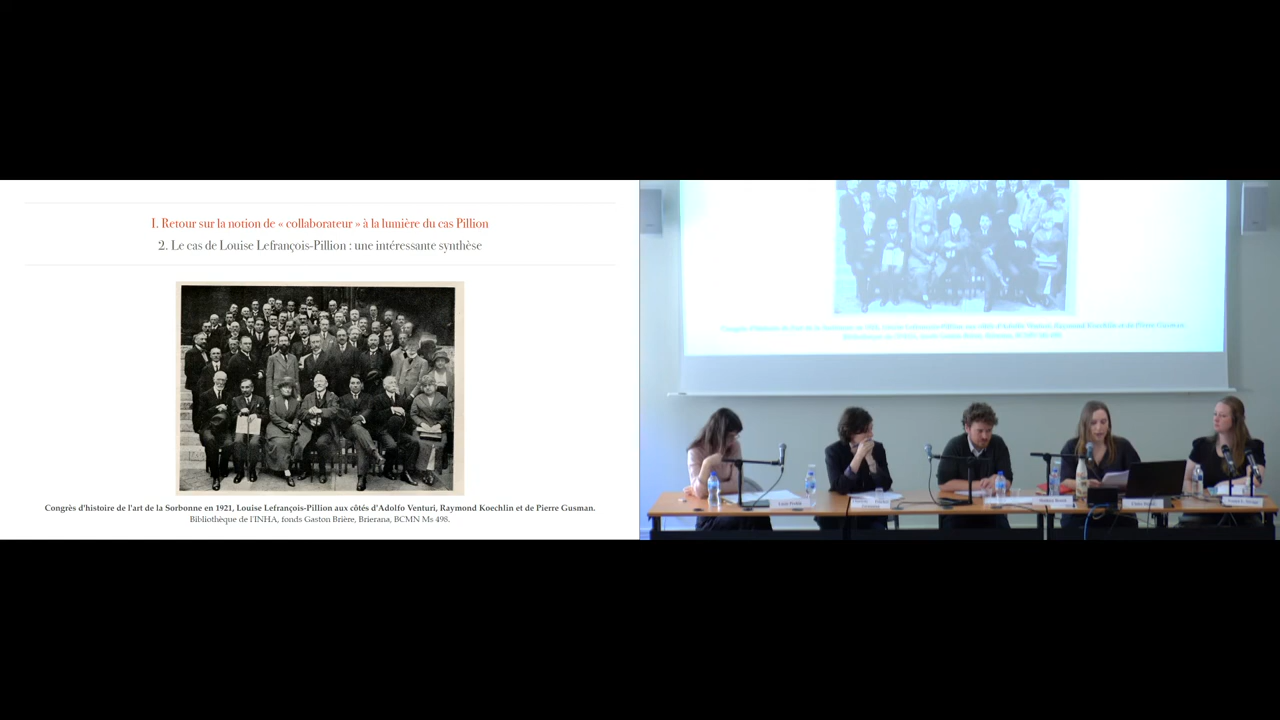 I. Retour sur la notion de « collaborateur » à la lumière du cas Pillion
2. Le cas de Louise Lefrançois-Pillion : une intéressante synthèse
Congrès d'histoire de l'art de la Sorbonne en 1921, Louise Lefrançois-Pillion aux côtés d'Adolfo Venturi, Raymond Koechlin et de Pierre Gusman.
Bibliothèque de l'INHA, fonds Gaston Brière, Brierana, BCMN Ms 498.